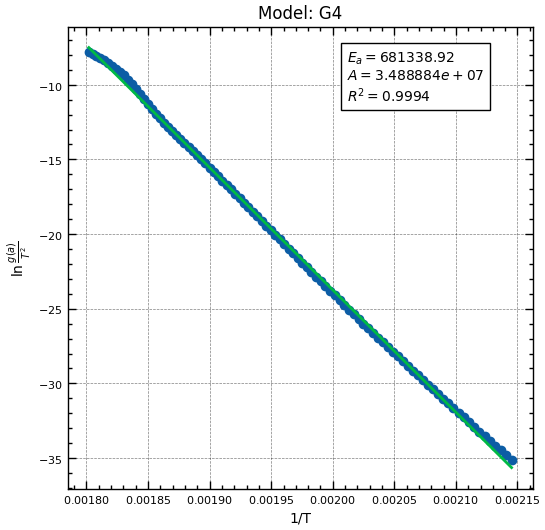 Model: G4
E_a = 681338.92
A = 3.488884e + 07
R^2 = 0.9994
ln g(a)/T^2
−10
−15
−20
−25
−30
−35
0.00180 0.00185 0.00190 0.00195 0.00200 0.00205 0.00210 0.00215
1/T